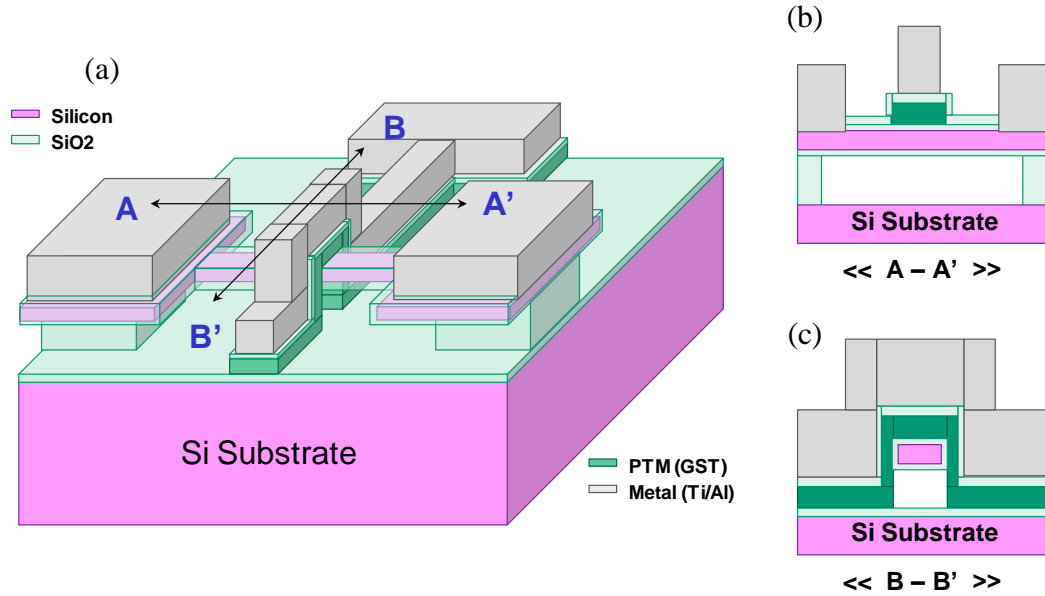 (a)
Silicon
SiO2
B
A
A'
B'
Si Substrate
PTM (GST)
Metal (Ti/Al)
(b)
Si Substrate
<< A – A' >>
(c)
Si Substrate
<< B – B' >>